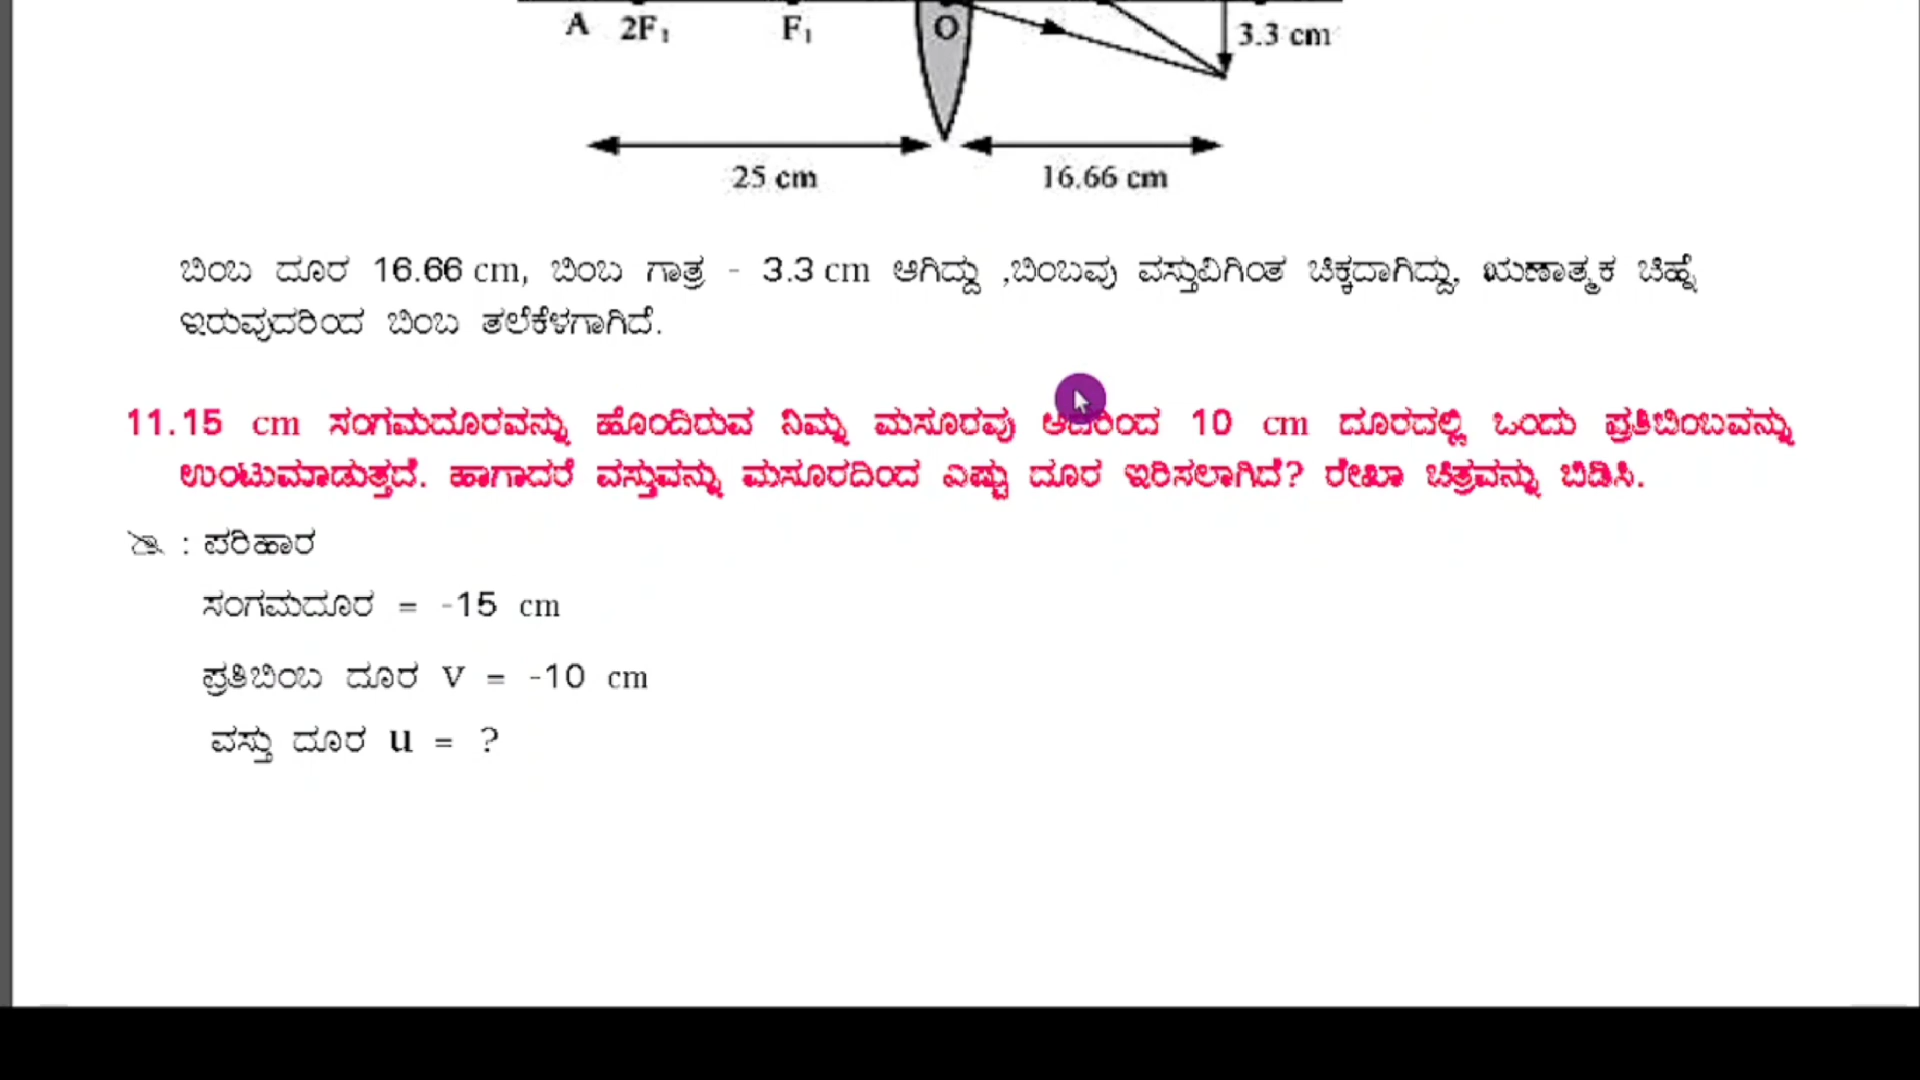 A 2F₁ F₁ O 3.3 cm
25 cm 16.66 cm
ಬಿಂಬ ದೂರ 16.66 cm, ಬಿಂಬ ಗಾತ್ರ - 3.3 cm ಆಗಿದ್ದು ,ಬಿಂಬವು ವಸ್ತುವಿಗಿಂತ ಚಿಕ್ಕದಾಗಿದ್ದು, ಋಣಾತ್ಮಕ ಚಿಹ್ನೆ
ಇರುವುದರಿಂದ ಬಿಂಬ ತಲೆಕೆಳಗಾಗಿದೆ.
11.15 cm ಸಂಗಮದೂರವನ್ನು ಹೊಂದಿರುವ ನಿಮ್ನ ಮಸೂರವು ಅದರಿಂದ 10 cm ದೂರದಲ್ಲಿ ಒಂದು ಪ್ರತಿಬಿಂಬವನ್ನು
ಉಂಟುಮಾಡುತ್ತದೆ. ಹಾಗಾದರೆ ವಸ್ತುವನ್ನು ಮಸೂರದಿಂದ ಎಷ್ಟು ದೂರ ಇರಿಸಲಾಗಿದೆ? ರೇಖಾ ಚಿತ್ರವನ್ನು ಬಿಡಿಸಿ.
: ಪರಿಹಾರ
ಸಂಗಮದೂರ = -15 cm
ಪ್ರತಿಬಿಂಬ ದೂರ v = -10 cm
ವಸ್ತು ದೂರ u = ?